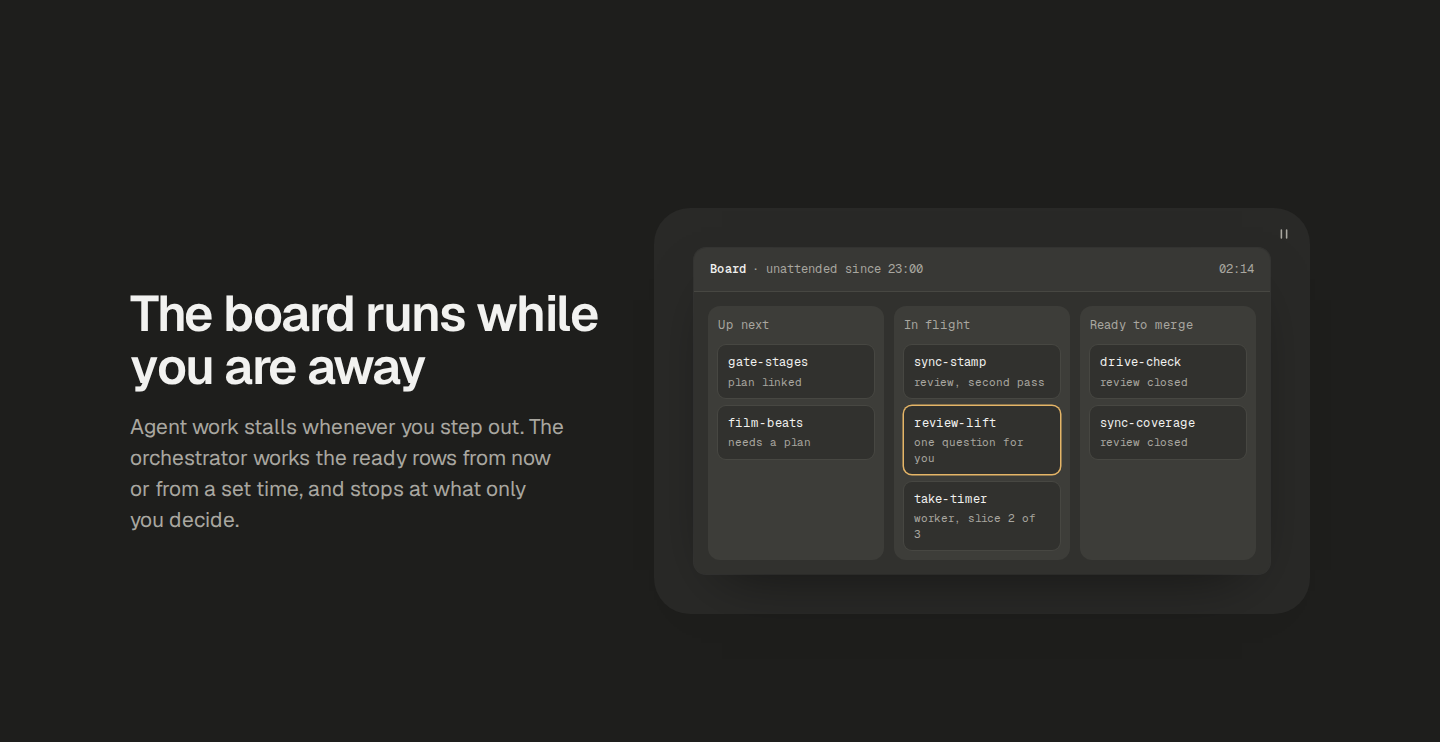 The board runs while
you are away
Agent work stalls whenever you step out. The
orchestrator works the ready rows from now
or from a set time, and stops at what only
you decide.
Board · unattended since 23:00
02:14
Up next
gate-stages
plan linked
film-beats
needs a plan
In flight
sync-stamp
review, second pass
review-lift
one question for
you
take-timer
worker, slice 2 of
3
Ready to merge
drive-check
review closed
sync-coverage
review closed